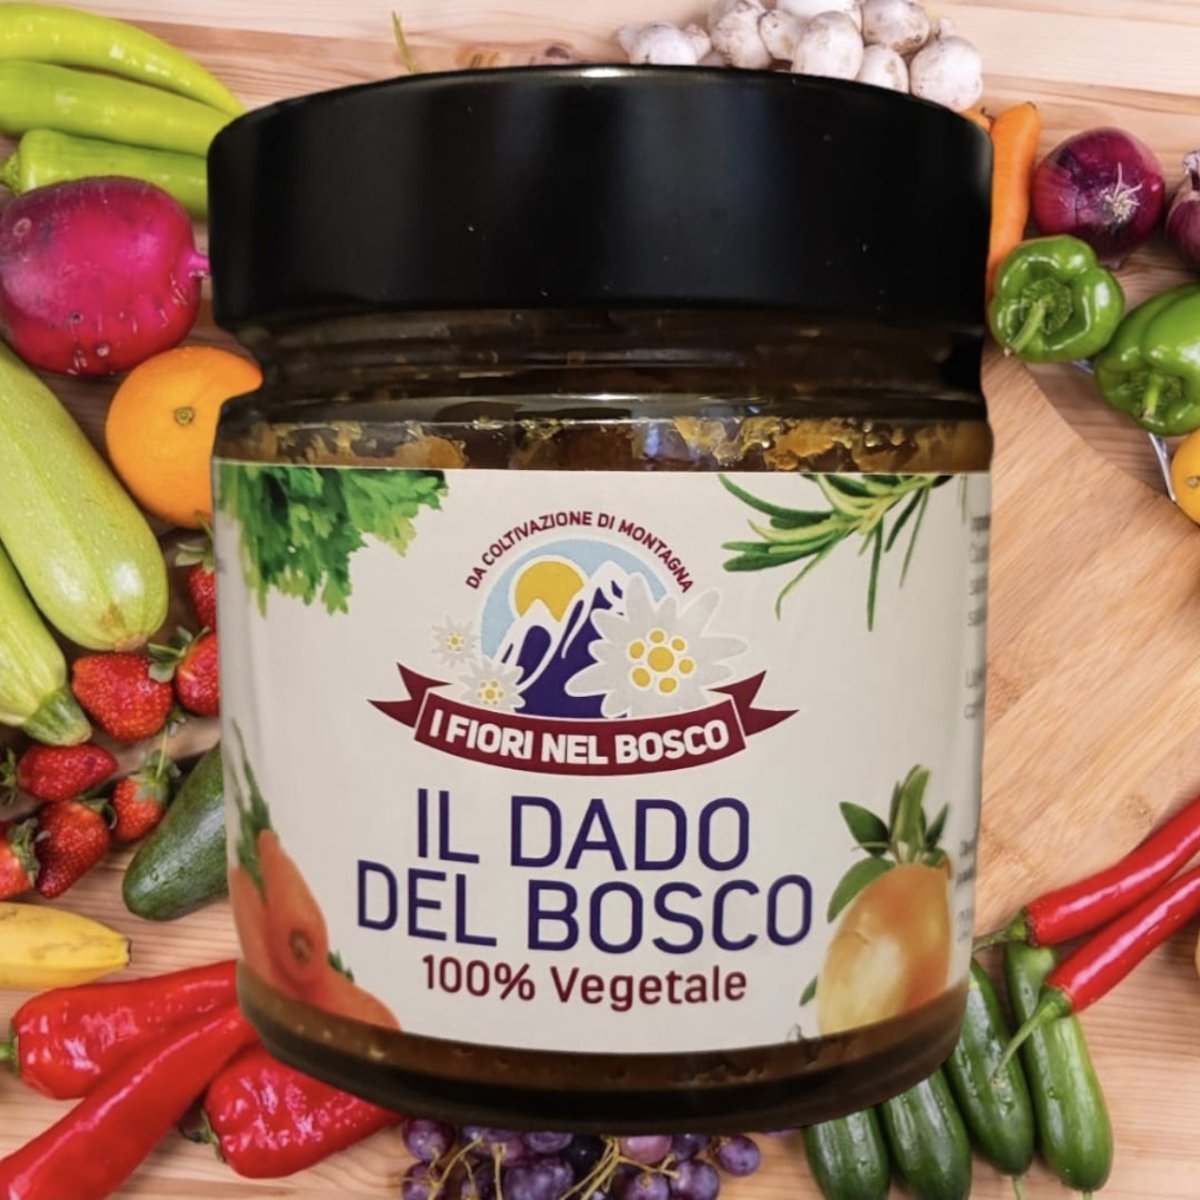 DA COLTIVAZIONE DI MONTAGNA
I FIORI NEL BOSCO
IL DADO
DEL BOSCO
100% Vegetale